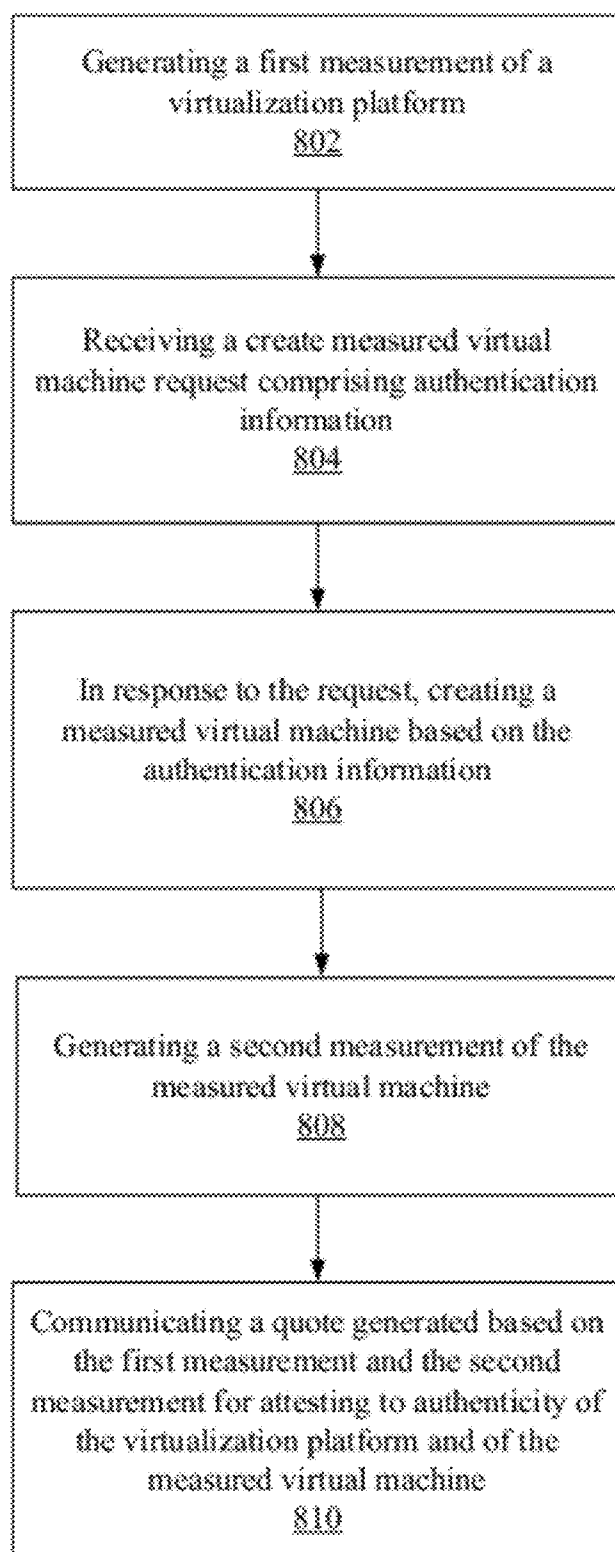 Generating a first measurement of a
virtualization platform
802
Receiving a create measured virtual
machine request comprising authentication
information
804
In response to the request, creating a
measured virtual machine based on the
authentication information
806
Generating a second measurement of the
measured virtual machine
808
Communicating a quote generated based on
the first measurement and the second
measurement for attesting to authenticity of
the virtualization platform and of the
measured virtual machine
810